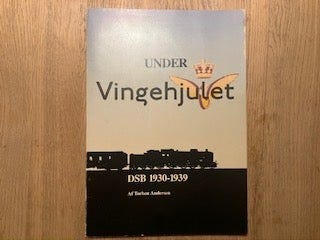 UNDER
Vingehjulet
DSB 1930-1939
Af Torben Andersen